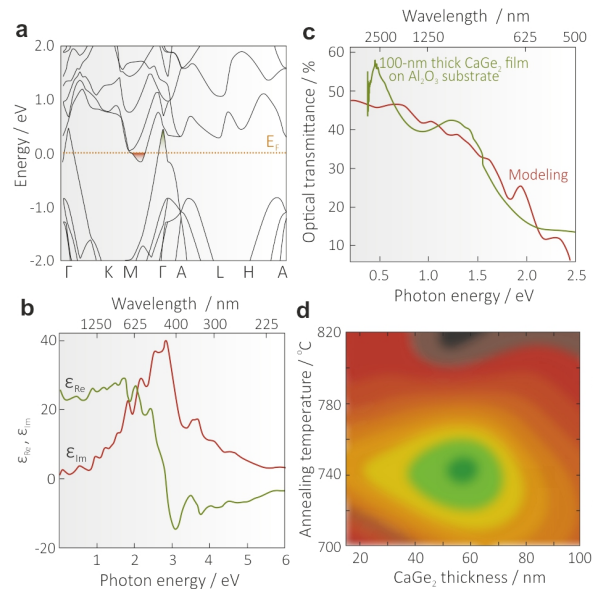 a
2.0
1.0
0.0
-1.0
-2.0
Energy / eV
E_F
Γ K M Γ A L H A
b
Wavelength / nm
1250 625 400 300 225
40
20
0
-20
ε_Re, ε_Im
ε_Re
ε_Im
1 2 3 4 5 6
Photon energy / eV
c
Wavelength / nm
2500 1250 625 500
60
50
40
30
20
10
Optical transmittance / %
100-nm thick CaGe₂ film
on Al₂O₃ substrate
Modeling
0.5 1.0 1.5 2.0 2.5
Photon energy / eV
d
820
780
740
700
Annealing temperature / °C
20 40 60 80 100
CaGe₂ thickness / nm